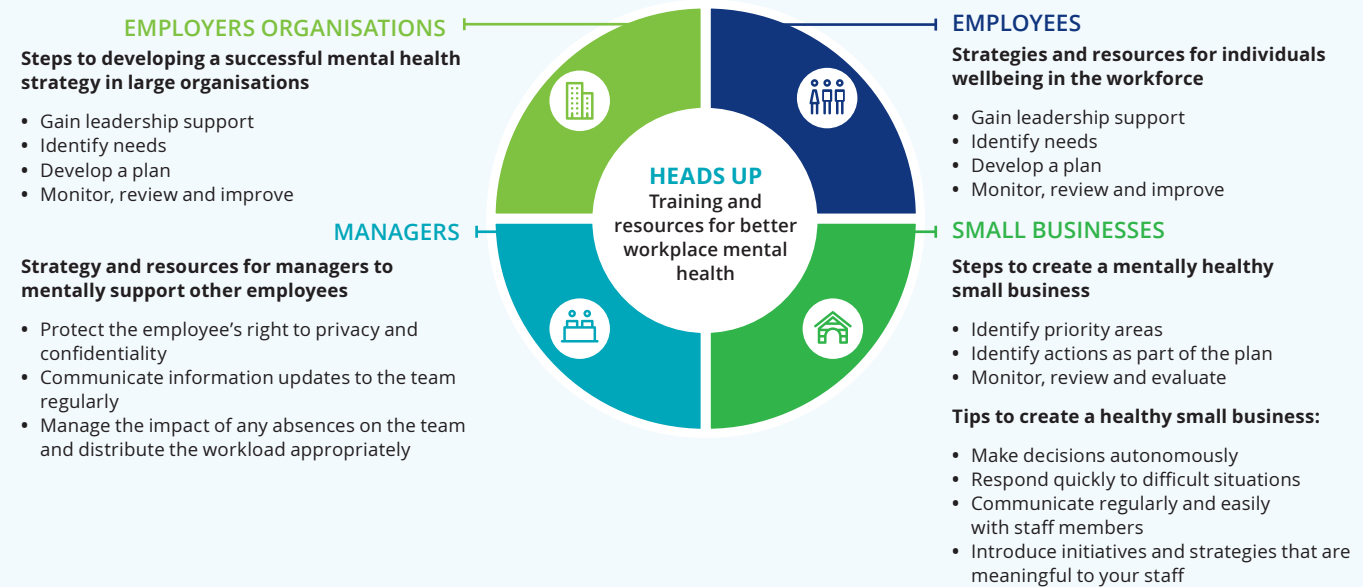 EMPLOYERS ORGANISATIONS
Steps to developing a successful mental health
strategy in large organisations
• Gain leadership support
• Identify needs
• Develop a plan
• Monitor, review and improve
MANAGERS
Strategy and resources for managers to
mentally support other employees
• Protect the employee’s right to privacy and
confidentiality
• Communicate information updates to the team
regularly
• Manage the impact of any absences on the team
and distribute the workload appropriately
HEADS UP
Training and
resources for better
workplace mental
health
EMPLOYEES
Strategies and resources for individuals
wellbeing in the workforce
• Gain leadership support
• Identify needs
• Develop a plan
• Monitor, review and improve
SMALL BUSINESSES
Steps to create a mentally healthy
small business
• Identify priority areas
• Identify actions as part of the plan
• Monitor, review and evaluate
Tips to create a healthy small business:
• Make decisions autonomously
• Respond quickly to difficult situations
• Communicate regularly and easily
with staff members
• Introduce initiatives and strategies that are
meaningful to your staff